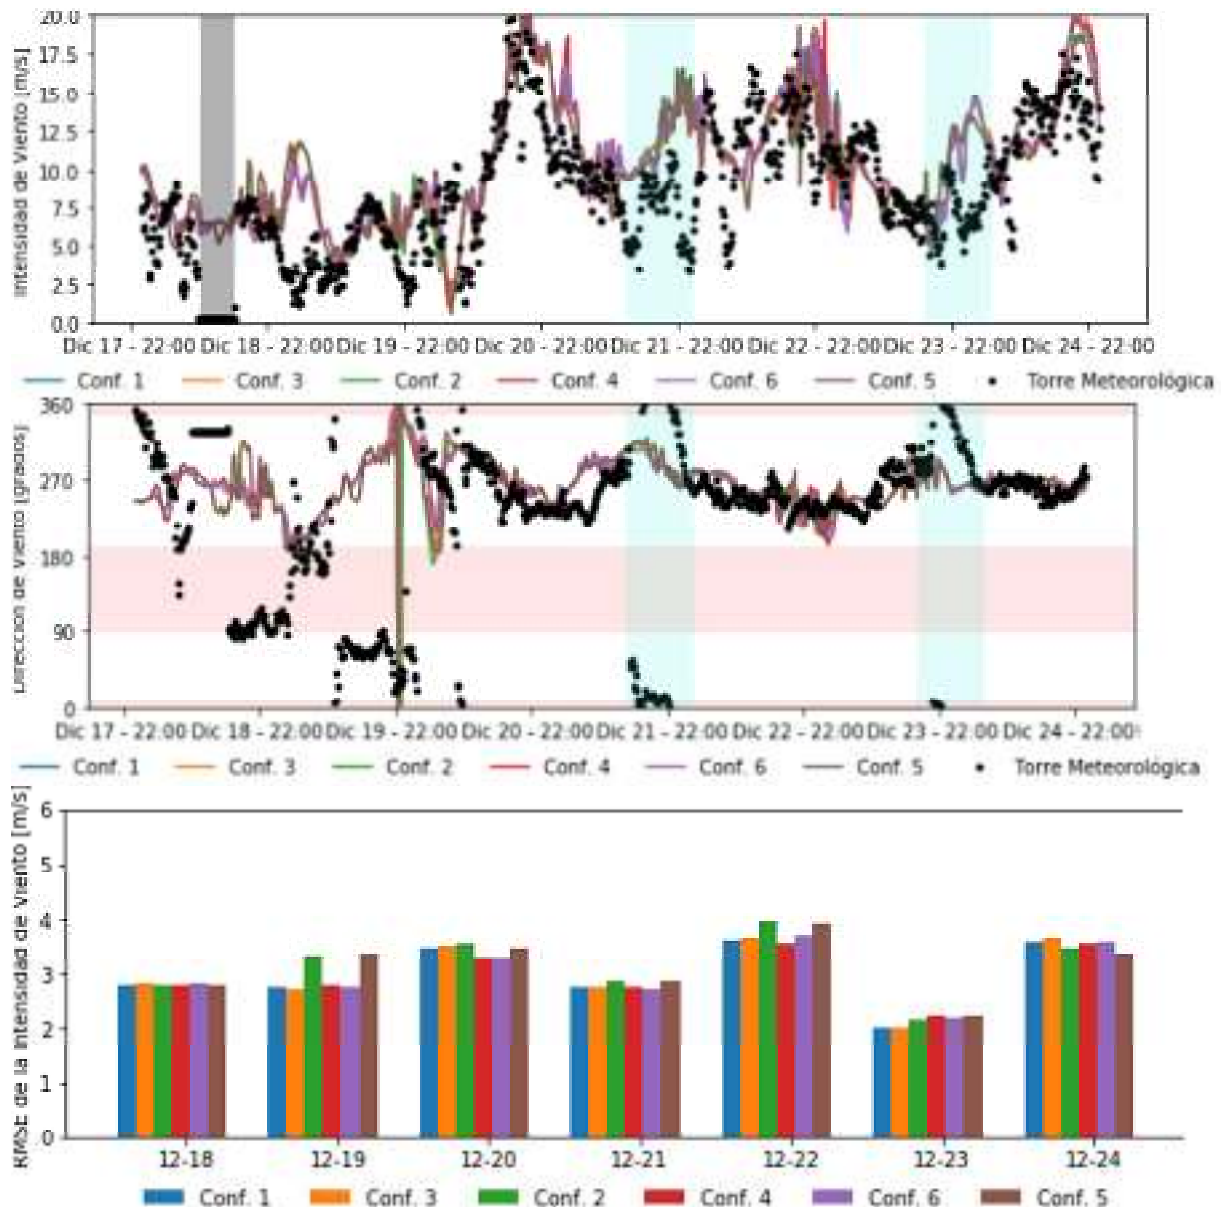 Intensidad de Viento [m/s]
20.0
17.5
15.0
12.5
10.0
7.5
5.0
2.5
0.0
Dic 17 - 22:00 Dic 18 - 22:00 Dic 19 - 22:00 Dic 20 - 22:00 Dic 21 - 22:00 Dic 22 - 22:00 Dic 23 - 22:00 Dic 24 - 22:00
Conf. 1 Conf. 3 Conf. 2 Conf. 4 Conf. 6 Conf. 5 Torre Meteorológica
Dirección de Viento [grados]
360
270
180
90
0
Dic 17 - 22:00 Dic 18 - 22:00 Dic 19 - 22:00 Dic 20 - 22:00 Dic 21 - 22:00 Dic 22 - 22:00 Dic 23 - 22:00 Dic 24 - 22:00
Conf. 1 Conf. 3 Conf. 2 Conf. 4 Conf. 6 Conf. 5 Torre Meteorológica
RMSE de la Intensidad de Viento [m/s]
6
5
4
3
2
1
0
12-18 12-19 12-20 12-21 12-22 12-23 12-24
Conf. 1 Conf. 3 Conf. 2 Conf. 4 Conf. 6 Conf. 5